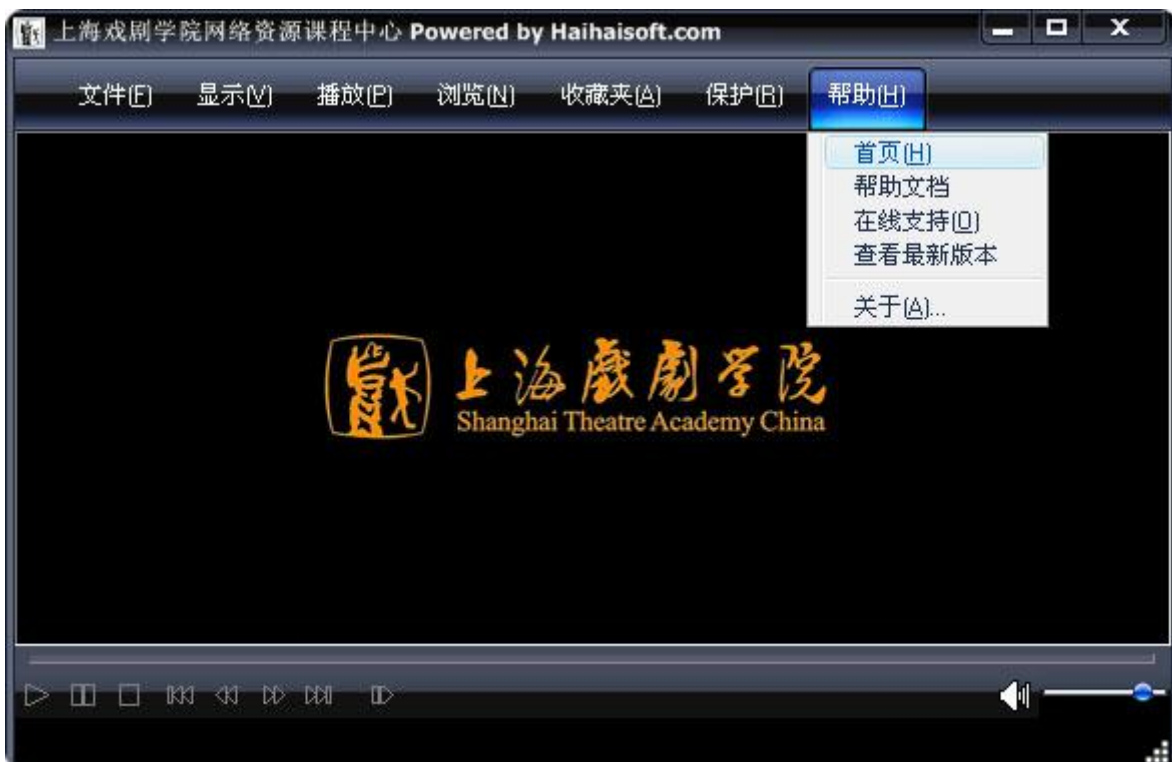 上海戏剧学院网络资源课程中心 Powered by Haihaisoft.com
文件(F) 显示(V) 播放(P) 浏览(N) 收藏夹(A) 保护(R) 帮助(H)
首页(H)
帮助文档
在线支持(O)
查看最新版本
关于(A)...
上海戲劇学院
Shanghai Theatre Academy China